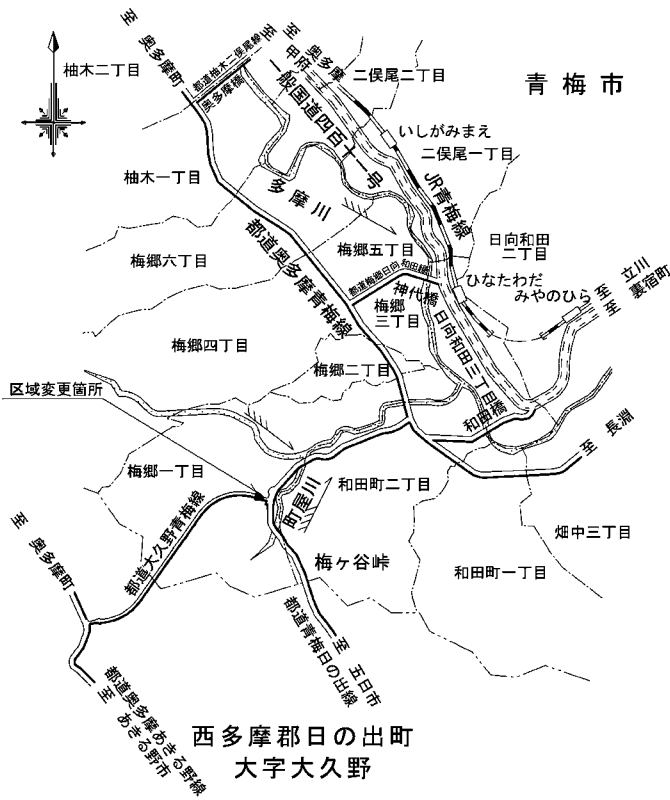 至 奥多摩町
柚木二丁目
都道柚木二俣尾線
奥多摩橋
至 甲府
至 奥多摩
二俣尾二丁目
青梅市
一般国道四百十一号
いしがみまえ
二俣尾一丁目
JR青梅線
柚木一丁目
多摩川
都道奥多摩青梅線
梅郷五丁目
日向和田
二丁目
梅郷六丁目
都道梅郷日向和田線
神代橋
ひなたわだ
みやのひら
至 立川
至 裏宿町
梅郷
三丁目
日向和田三丁目
梅郷四丁目
梅郷二丁目
区域変更箇所
和田橋
至 長淵
梅郷一丁目
和田町二丁目
町屋川
都道大久野青梅線
畑中三丁目
至 奥多摩町
梅ヶ谷峠
和田町一丁目
都道青梅日の出線
至 五日市
都道奥多摩あきる野線
至 あきる野市
西多摩郡日の出町
大字大久野